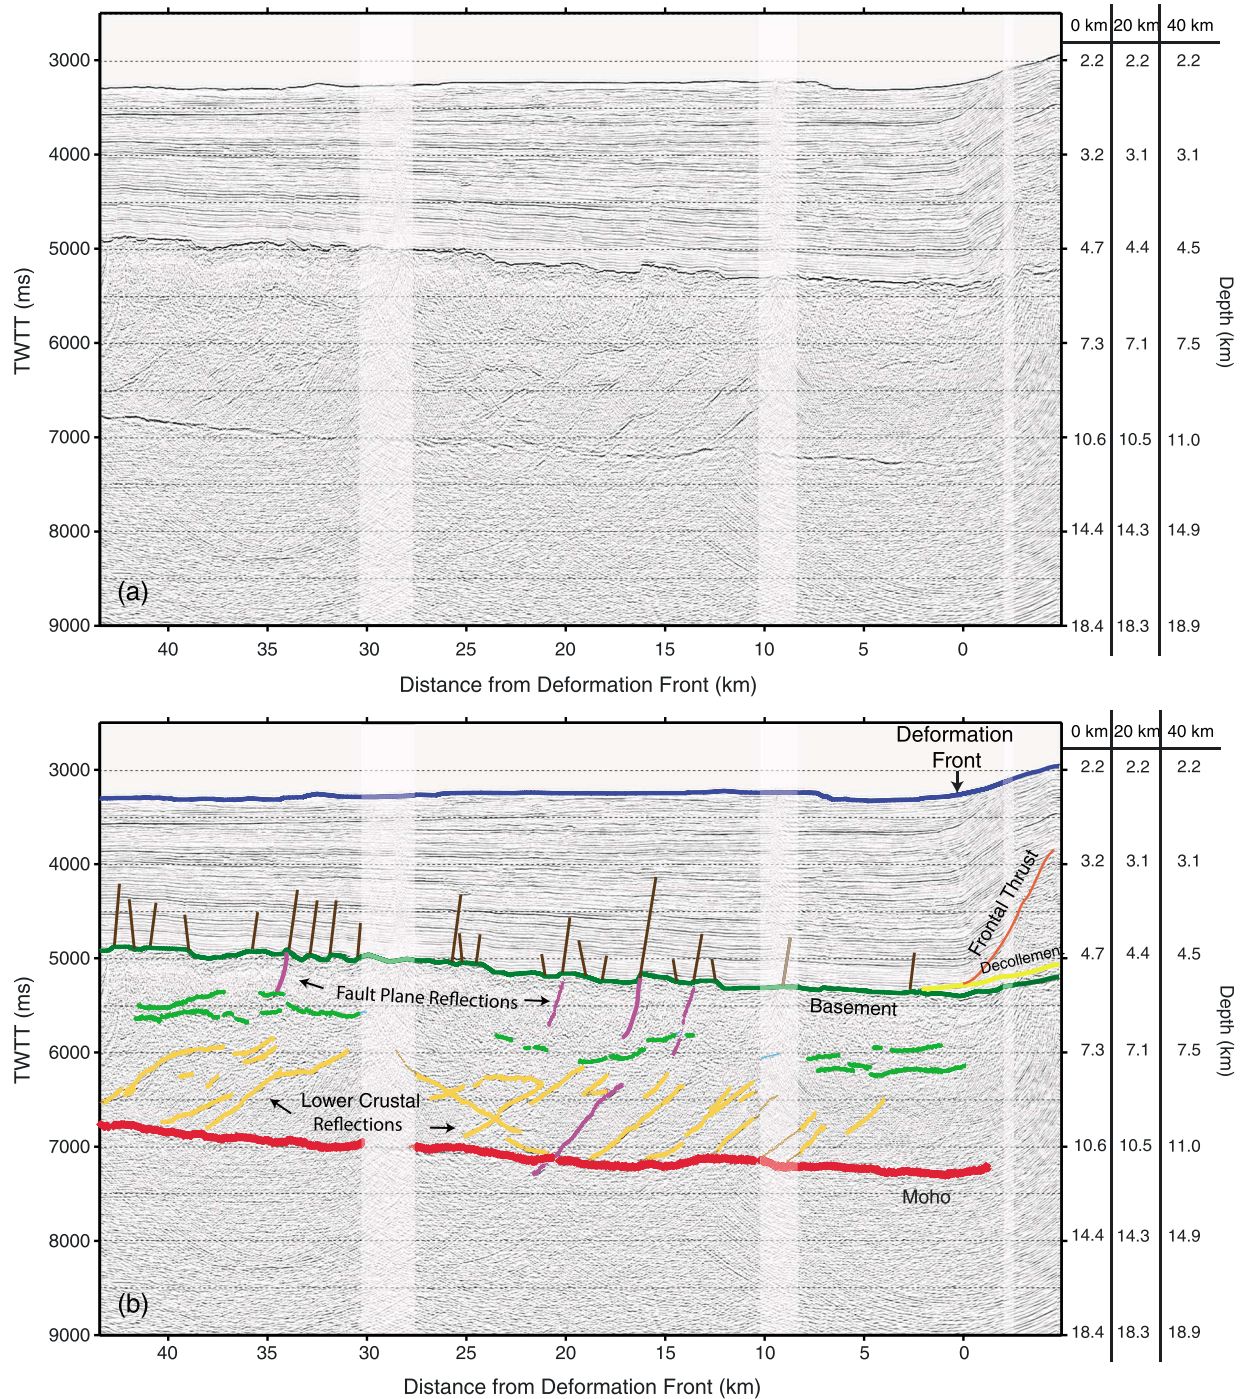 0 km 20 km 40 km
3000 2.2 2.2 2.2
4000 3.2 3.1 3.1
5000 4.7 4.4 4.5
6000 7.3 7.1 7.5
7000 10.6 10.5 11.0
8000 14.4 14.3 14.9
9000 18.4 18.3 18.9
TWTT (ms)
Depth (km)
(a)
40 35 30 25 20 15 10 5 0
Distance from Deformation Front (km)
0 km 20 km 40 km
Deformation
Front
3000 2.2 2.2 2.2
4000 3.2 3.1 3.1
Frontal Thrust
5000 4.7 4.4 4.5
Decollemen
Fault Plane Reflections
Basement
6000 7.3 7.1 7.5
TWTT (ms)
Depth (km)
Lower Crustal
Reflections
7000 10.6 10.5 11.0
Moho
8000 14.4 14.3 14.9
(b)
9000 18.4 18.3 18.9
40 35 30 25 20 15 10 5 0
Distance from Deformation Front (km)